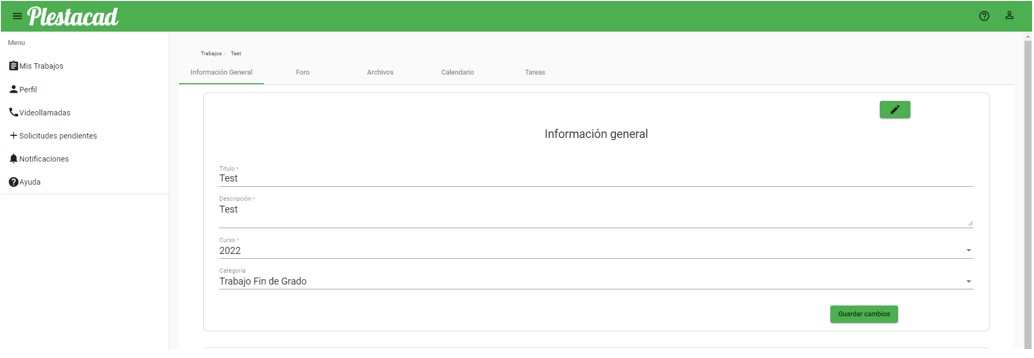 Plestacad
Menu
Mis Trabajos
Perfil
Videollamadas
Solicitudes pendientes
Notificaciones
Ayuda
Trabajos - Test
Información General Foro Archivos Calendario Tareas
Información general
Título *
Test
Descripción *
Test
Curso *
2022
Categoría
Trabajo Fin de Grado
Guardar cambios